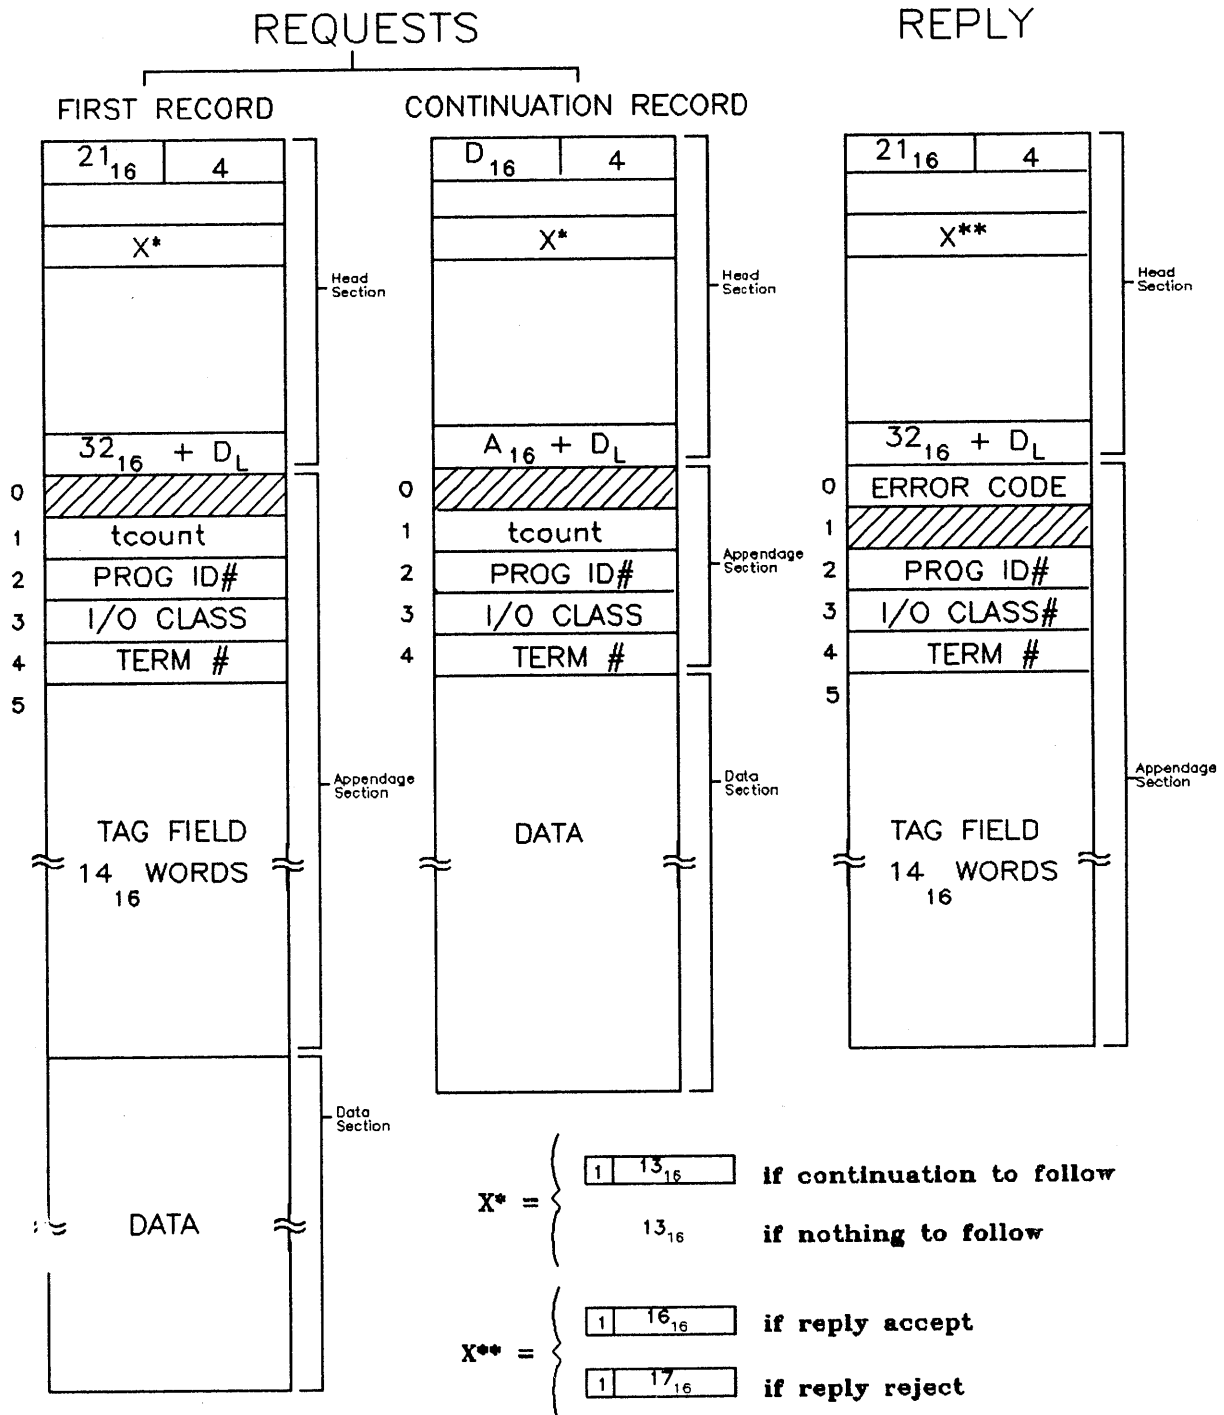 REQUESTS
REPLY
FIRST RECORD
CONTINUATION RECORD
21₁₆ 4
X*
Head
Section
32₁₆ + D_L
0
1 tcount
2 PROG ID#
3 I/O CLASS
4 TERM #
5
Appendage
Section
TAG FIELD
14₁₆ WORDS
Data
Section
DATA
D₁₆ 4
X*
Head
Section
A₁₆ + D_L
0
1 tcount
2 PROG ID#
3 I/O CLASS
4 TERM #
Appendage
Section
Data
Section
DATA
21₁₆ 4
X**
Head
Section
32₁₆ + D_L
0 ERROR CODE
1
2 PROG ID#
3 I/O CLASS#
4 TERM #
5
Appendage
Section
TAG FIELD
14₁₆ WORDS
X* =
1 13₁₆ if continuation to follow
13₁₆ if nothing to follow
X** =
1 16₁₆ if reply accept
1 17₁₆ if reply reject